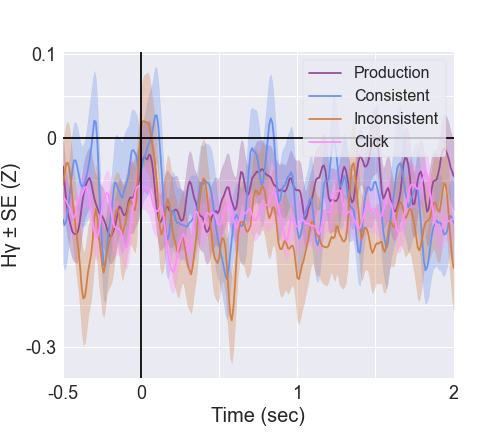 0.1
Production
Consistent
Inconsistent
Click
0
Hγ ± SE (Z)
-0.3
-0.5
0
1
2
Time (sec)